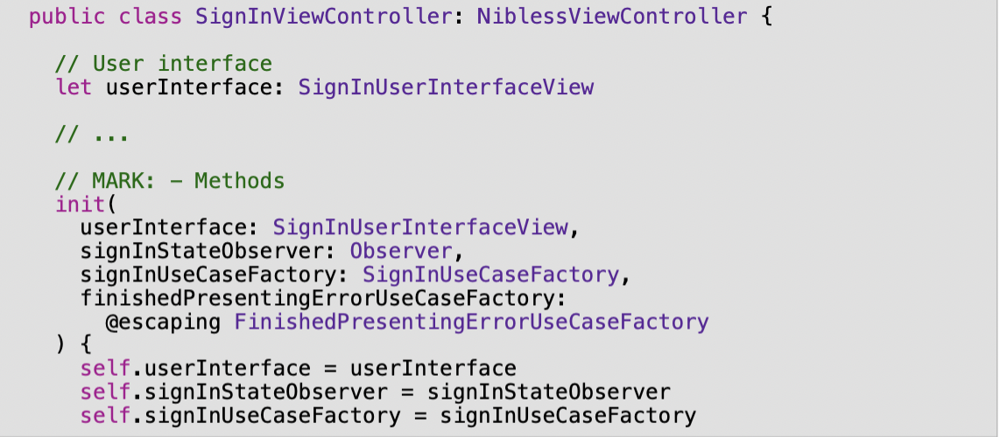 public class SignInViewController: NiblessViewController {
// User interface
let userInterface: SignInUserInterfaceView
// ...
// MARK: - Methods
init(
userInterface: SignInUserInterfaceView,
signInStateObserver: Observer,
signInUseCaseFactory: SignInUseCaseFactory,
finishedPresentingErrorUseCaseFactory:
@escaping FinishedPresentingErrorUseCaseFactory
) {
self.userInterface = userInterface
self.signInStateObserver = signInStateObserver
self.signInUseCaseFactory = signInUseCaseFactory